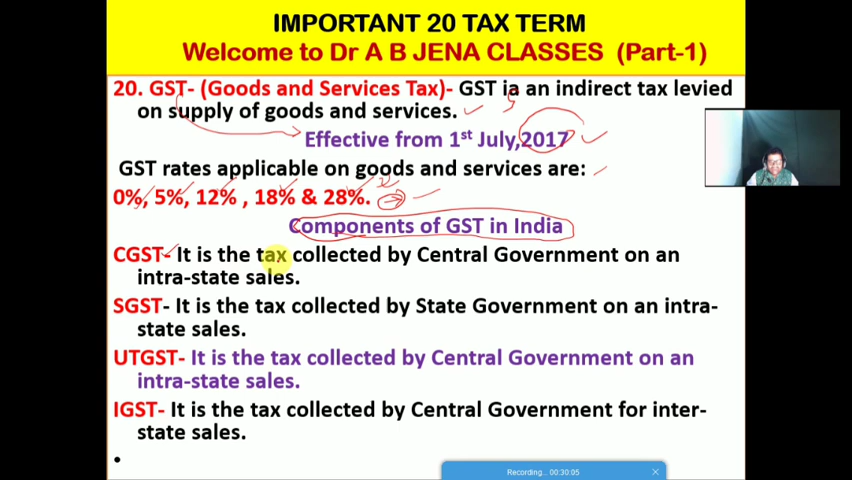 IMPORTANT 20 TAX TERM
Welcome to Dr A B JENA CLASSES (Part-1)
20. GST- (Goods and Services Tax)- GST ia an indirect tax levied
on supply of goods and services.
Effective from 1st July,2017
GST rates applicable on goods and services are:
0%, 5%, 12% , 18% & 28%.
Components of GST in India
CGST- It is the tax collected by Central Government on an
intra-state sales.
SGST- It is the tax collected by State Government on an intra-
state sales.
UTGST- It is the tax collected by Central Government on an
intra-state sales.
IGST- It is the tax collected by Central Government for inter-
state sales.
•
Recording... 00:30:05